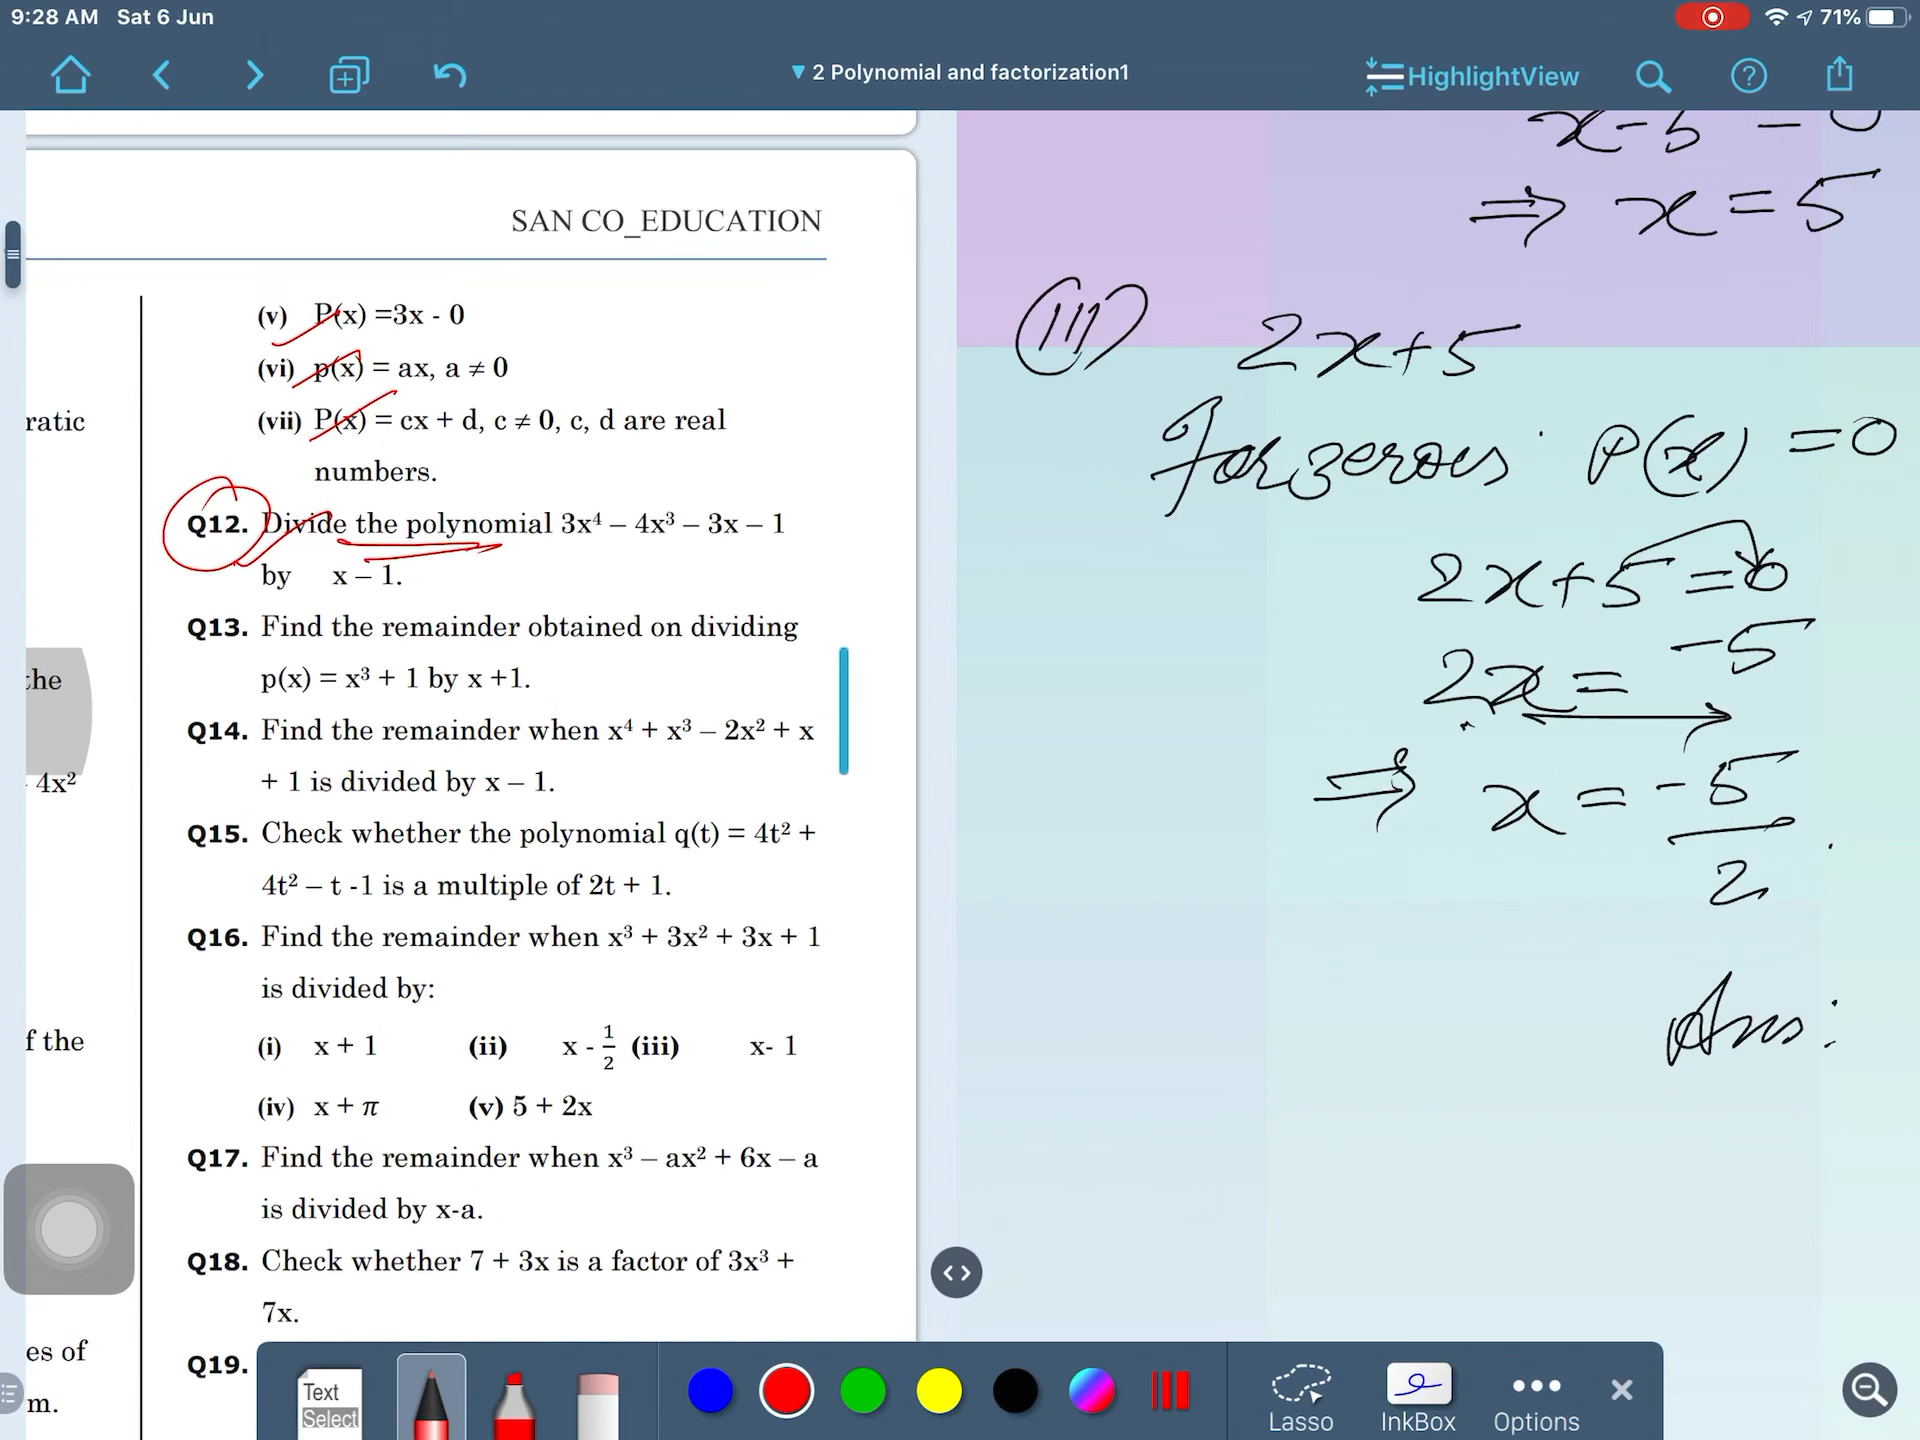 9:28 AM Sat 6 Jun
71%
2 Polynomial and factorization1
HighlightView
SAN CO_EDUCATION
ratic
the
4x²
f the
es of
m.
(v) P(x) =3x - 0
(vi) p(x) = ax, a ≠ 0
(vii) P(x) = cx + d, c ≠ 0, c, d are real
numbers.
Q12. Divide the polynomial 3x⁴ – 4x³ – 3x – 1
by x – 1.
Q13. Find the remainder obtained on dividing
p(x) = x³ + 1 by x +1.
Q14. Find the remainder when x⁴ + x³ – 2x² + x
+ 1 is divided by x – 1.
Q15. Check whether the polynomial q(t) = 4t² +
4t² – t -1 is a multiple of 2t + 1.
Q16. Find the remainder when x³ + 3x² + 3x + 1
is divided by:
(i) x + 1 (ii) x - 1/2 (iii) x- 1
(iv) x + π (v) 5 + 2x
Q17. Find the remainder when x³ – ax² + 6x – a
is divided by x-a.
Q18. Check whether 7 + 3x is a factor of 3x³ +
7x.
Q19.
x-5 = 0
⇒ x = 5
(III) 2x+5
For zeroes P(x) = 0
2x+5 = 0
2x = -5
⇒ x = -5/2
Ans:
Text
Select
Lasso
InkBox
Options